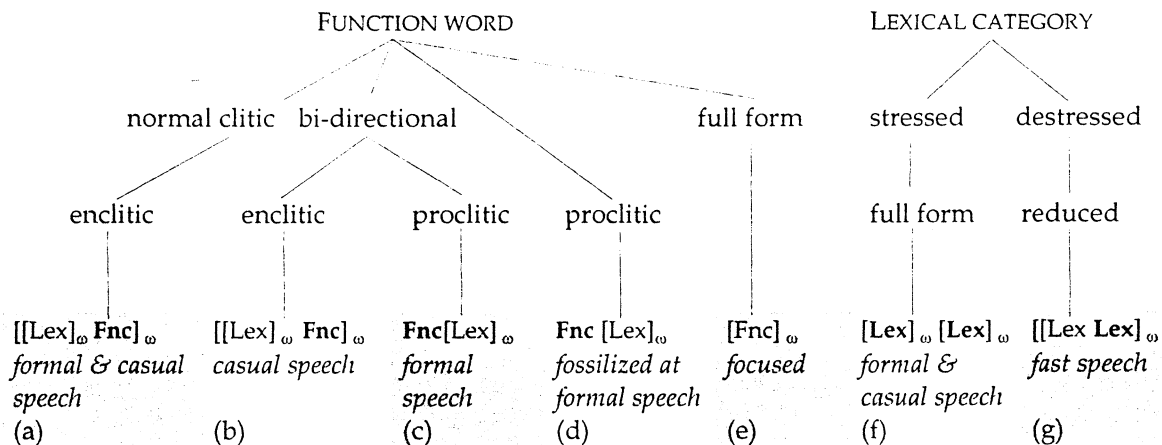 FUNCTION WORD LEXICAL CATEGORY
normal clitic bi-directional full form stressed destressed
enclitic enclitic proclitic proclitic full form reduced
[[Lex]ω Fnc]ω [[Lex]ω Fnc]ω Fnc[Lex]ω Fnc [Lex]ω [Fnc]ω [Lex]ω [Lex]ω [[Lex Lex]ω
formal & casual casual speech formal fossilized at focused formal & fast speech
speech speech formal speech casual speech
(a) (b) (c) (d) (e) (f) (g)